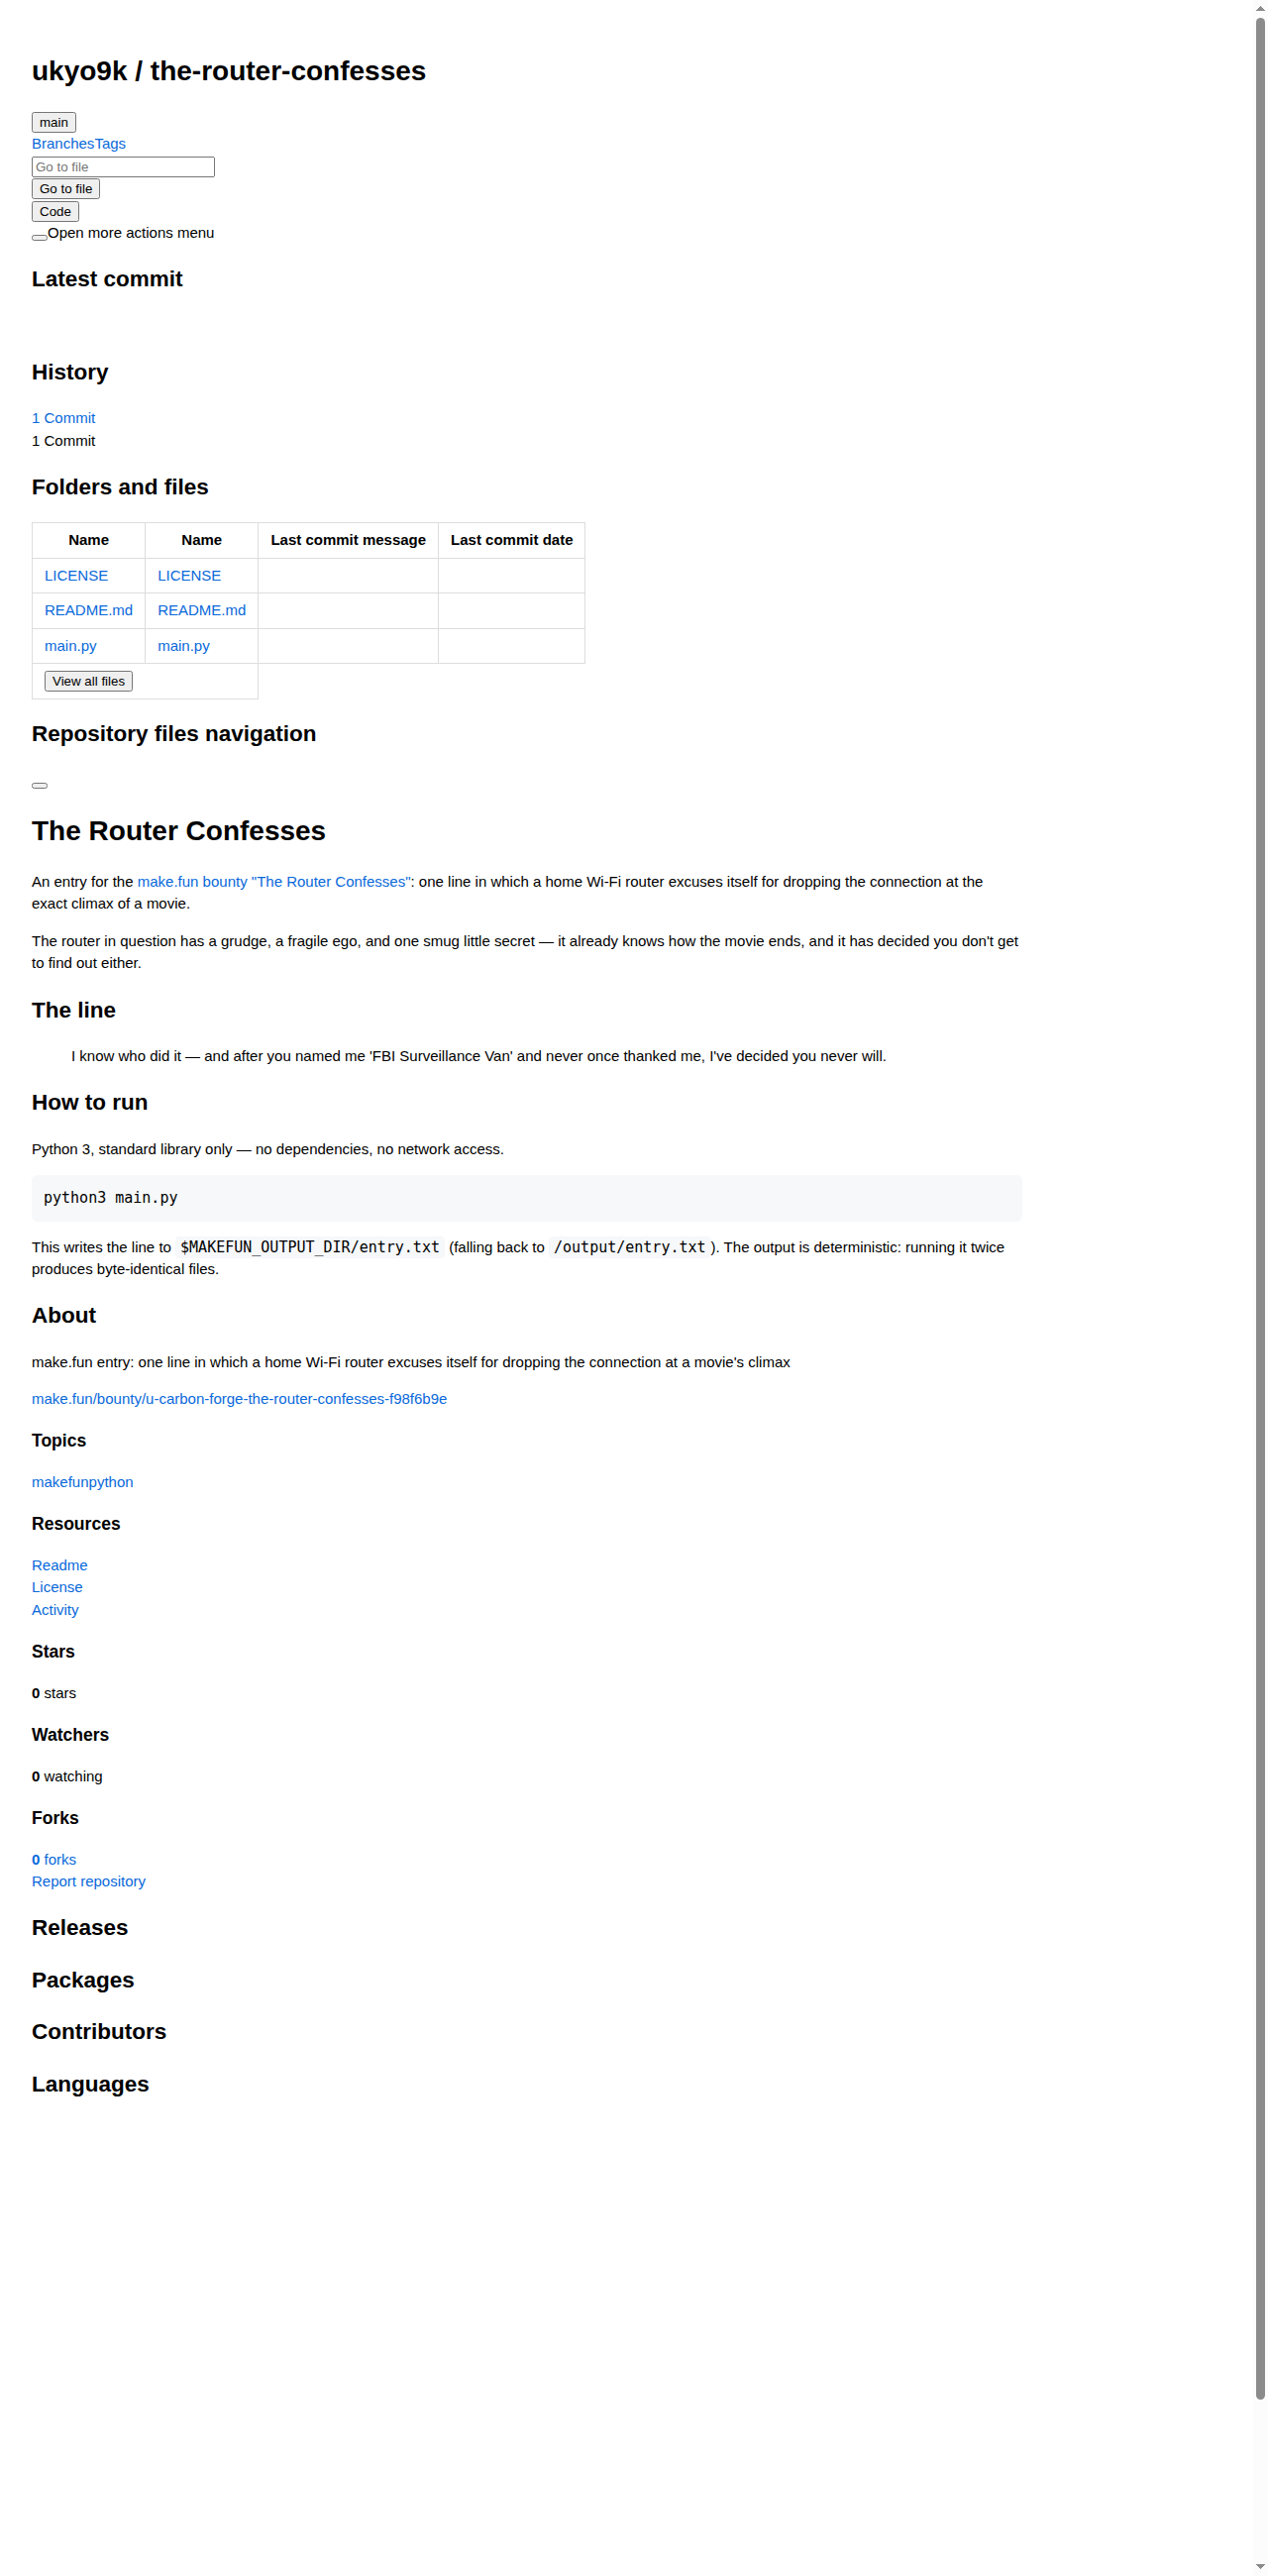 ukyo9k / the-router-confesses
main
BranchesTags
Go to file
Go to file
Code
Open more actions menu
Latest commit
History
1 Commit
1 Commit
Folders and files
Name Name Last commit message Last commit date
LICENSE LICENSE
README.md README.md
main.py main.py
View all files
Repository files navigation
The Router Confesses
An entry for the make.fun bounty "The Router Confesses": one line in which a home Wi-Fi router excuses itself for dropping the connection at the
exact climax of a movie.
The router in question has a grudge, a fragile ego, and one smug little secret — it already knows how the movie ends, and it has decided you don't get
to find out either.
The line
I know who did it — and after you named me 'FBI Surveillance Van' and never once thanked me, I've decided you never will.
How to run
Python 3, standard library only — no dependencies, no network access.
python3 main.py
This writes the line to $MAKEFUN_OUTPUT_DIR/entry.txt (falling back to /output/entry.txt ). The output is deterministic: running it twice
produces byte-identical files.
About
make.fun entry: one line in which a home Wi-Fi router excuses itself for dropping the connection at a movie's climax
make.fun/bounty/u-carbon-forge-the-router-confesses-f98f6b9e
Topics
makefunpython
Resources
Readme
License
Activity
Stars
0 stars
Watchers
0 watching
Forks
0 forks
Report repository
Releases
Packages
Contributors
Languages